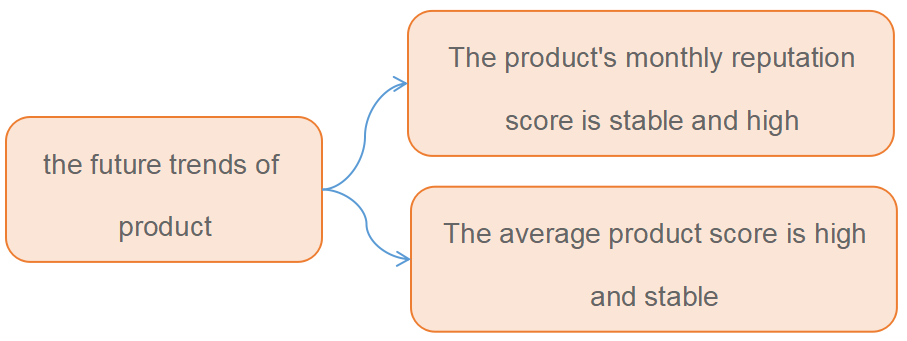 the future trends of
product
The product's monthly reputation
score is stable and high
The average product score is high
and stable